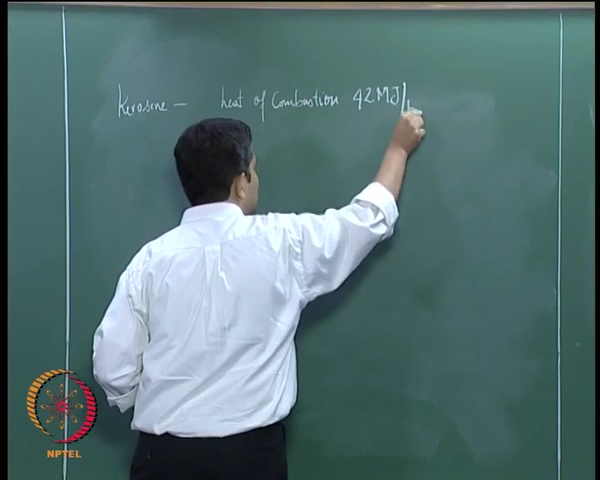 Kerosene – heat of Combustion 42 MJ/
NPTEL